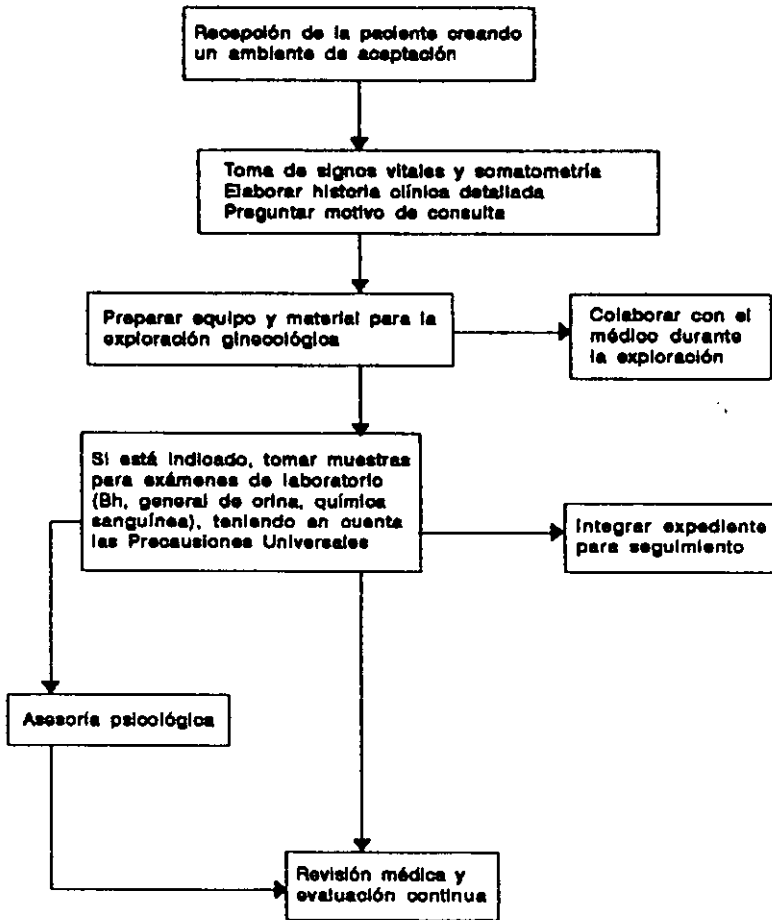 Recepción de la paciente creando
un ambiente de aceptación
Toma de signos vitales y somatometría
Elaborar historia clínica detallada
Preguntar motivo de consulta
Preparar equipo y material para la
exploración ginecológica
Colaborar con el
médico durante
la exploración
Si está indicado, tomar muestras
para exámenes de laboratorio
(Bh, general de orina, química
sanguínea), teniendo en cuenta
las Precausiones Universales
Integrar expediente
para seguimiento
Asesoría psicológica
Revisión médica y
evaluación continua